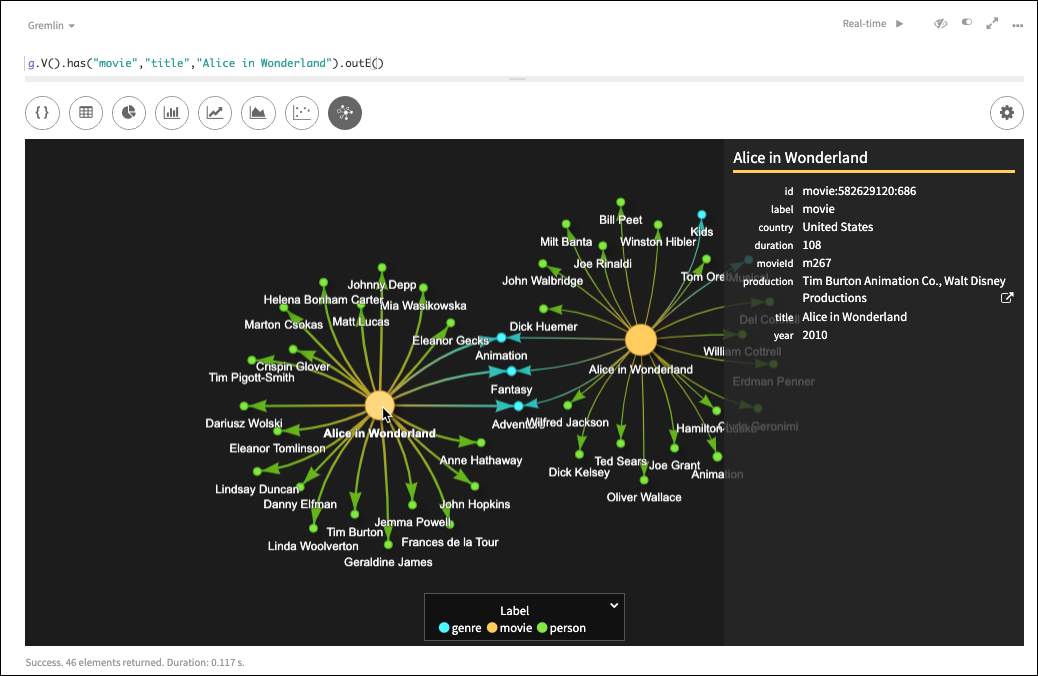 Gremlin
Real-time
g.V().has("movie","title","Alice in Wonderland").outE()
{ }
Alice in Wonderland
id movie:582629120:686
label movie
country United States
duration 108
movieId m267
production Tim Burton Animation Co., Walt Disney
Productions
title Alice in Wonderland
year 2010
Bill Peet
Kids
Milt Banta
Winston Hibler
Joe Rinaldi
John Walbridge
Tom Ore
Musical
Johnny Depp
Helena Bonham Carter
Mia Wasikowska
Marton Csokas
Matt Lucas
Dick Huemer
Del Connell
Eleanor Gecks
Animation
William Cottrell
Crispin Glover
Alice in Wonderland
Tim Pigott-Smith
Erdman Penner
Fantasy
Dariusz Wolski
Adventure
Wilfred Jackson
Hamilton Luske
Clyde Geronimi
Alice in Wonderland
Eleanor Tomlinson
Anne Hathaway
Ted Sears
Joe Grant
Dick Kelsey
Animation
Lindsay Duncan
Oliver Wallace
Danny Elfman
John Hopkins
Jemma Powell
Tim Burton
Linda Woolverton
Frances de la Tour
Geraldine James
Label
genre movie person
Success. 46 elements returned. Duration: 0.117 s.